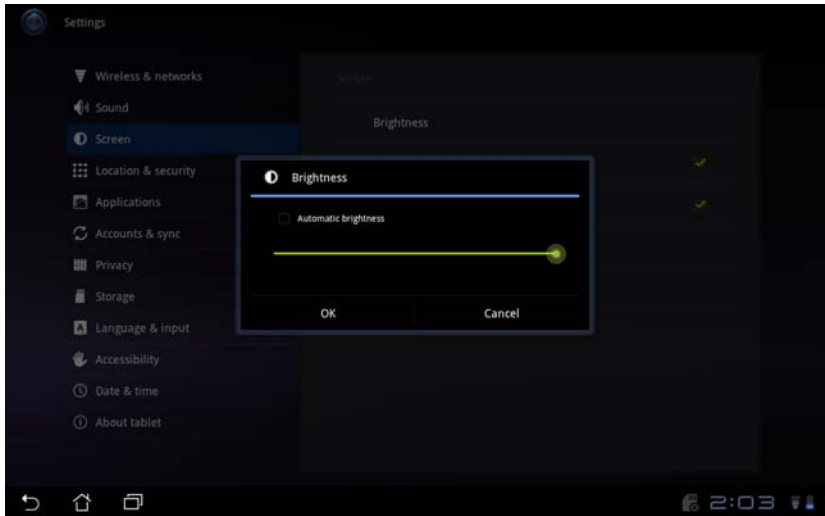 Settings
Wireless & networks
Sound
Screen
Location & security
Applications
Accounts & sync
Privacy
Storage
Language & input
Accessibility
Date & time
About tablet
Screen
Brightness
Brightness
Automatic brightness
OK
Cancel
2:03